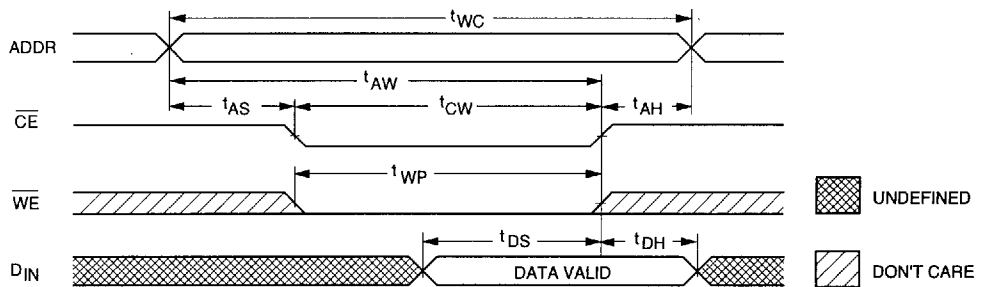 tWC
ADDR
tAW
tAS
tCW
tAH
CE
tWP
WE
UNDEFINED
tDS
tDH
DIN
DATA VALID
DON'T CARE